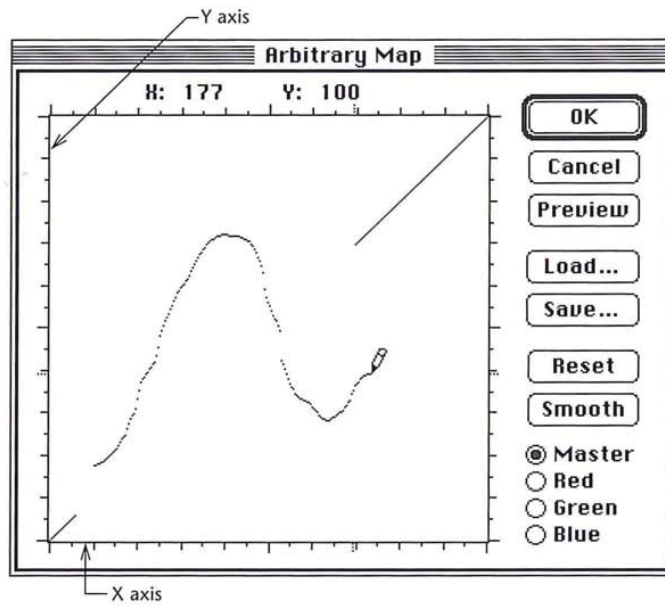 Y axis
Arbitrary Map
X: 177 Y: 100
OK
Cancel
Preview
Load...
Save...
Reset
Smooth
Master
Red
Green
Blue
X axis